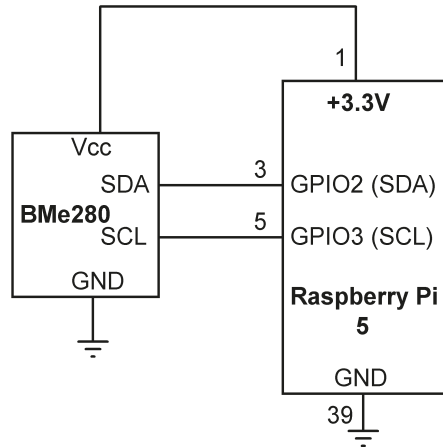 1
+3.3V
Vcc
SDA
3
GPIO2 (SDA)
BMe280
SCL
5
GPIO3 (SCL)
GND
Raspberry Pi
5
GND
39